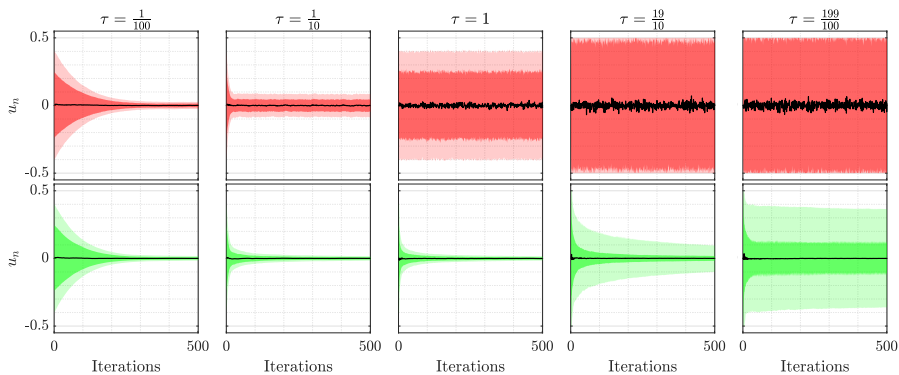 τ = 1/100 τ = 1/10 τ = 1 τ = 19/10 τ = 199/100
0.5
u_n 0
-0.5
0.5
u_n 0
-0.5
0 500 0 500 0 500 0 500 0 500
Iterations Iterations Iterations Iterations Iterations